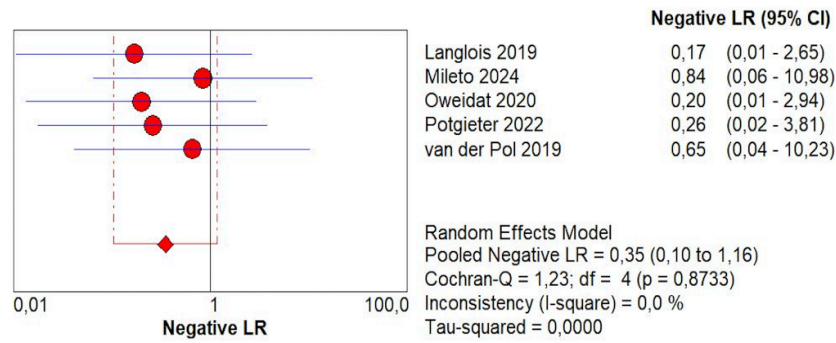 Negative LR (95% CI)
Langlois 2019 0,17 (0,01 - 2,65)
Mileto 2024 0,84 (0,06 - 10,98)
Oweidat 2020 0,20 (0,01 - 2,94)
Potgieter 2022 0,26 (0,02 - 3,81)
van der Pol 2019 0,65 (0,04 - 10,23)
Random Effects Model
Pooled Negative LR = 0,35 (0,10 to 1,16)
Cochran-Q = 1,23; df = 4 (p = 0,8733)
Inconsistency (I-square) = 0,0 %
Tau-squared = 0,0000
0,01 1 100,0
Negative LR